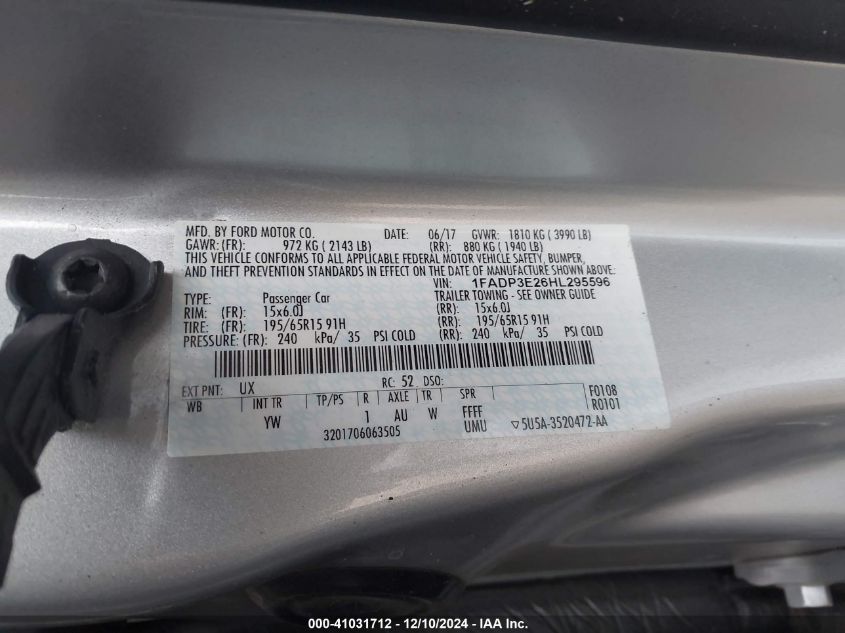 MFD. BY FORD MOTOR CO. DATE: 06/17 GVWR: 1810 KG ( 3990 LB)
GAWR: (FR): 972 KG ( 2143 LB) (RR): 880 KG ( 1940 LB)
THIS VEHICLE CONFORMS TO ALL APPLICABLE FEDERAL MOTOR VEHICLE SAFETY, BUMPER,
AND THEFT PREVENTION STANDARDS IN EFFECT ON THE DATE OF MANUFACTURE SHOWN ABOVE.
VIN: 1FADP3E26HL295596
TYPE: Passenger Car TRAILER TOWING - SEE OWNER GUIDE
RIM: (FR): 15x6.0J (RR): 15x6.0J
TIRE: (FR): 195/65R15 91H (RR): 195/65R15 91H
PRESSURE: (FR): 240 kPa/ 35 PSI COLD (RR): 240 kPa/ 35 PSI COLD
EXT PNT: UX RC: 52 DSO:
WB INT TR TP/PS R AXLE TR SPR F0108
YW 1 AU W FFFF R0101
3201706063505 UMU ▽5U5A-3520472-AA
000-41031712 - 12/10/2024 - IAA Inc.